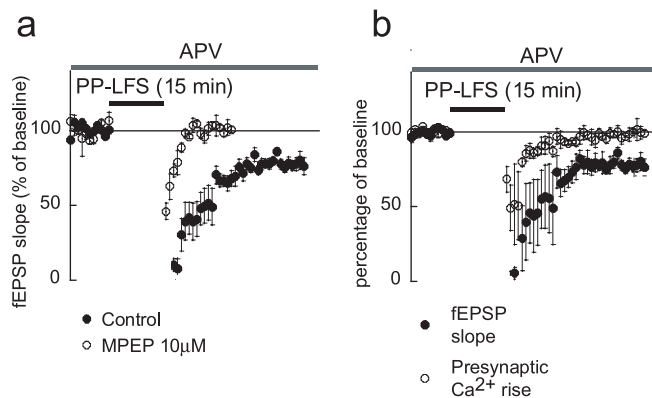 a
APV
PP-LFS (15 min)
fEPSP slope (% of baseline)
100
50
0
Control
MPEP 10µM
b
APV
PP-LFS (15 min)
percentage of baseline
100
50
0
fEPSP
slope
Presynaptic
Ca²⁺ rise